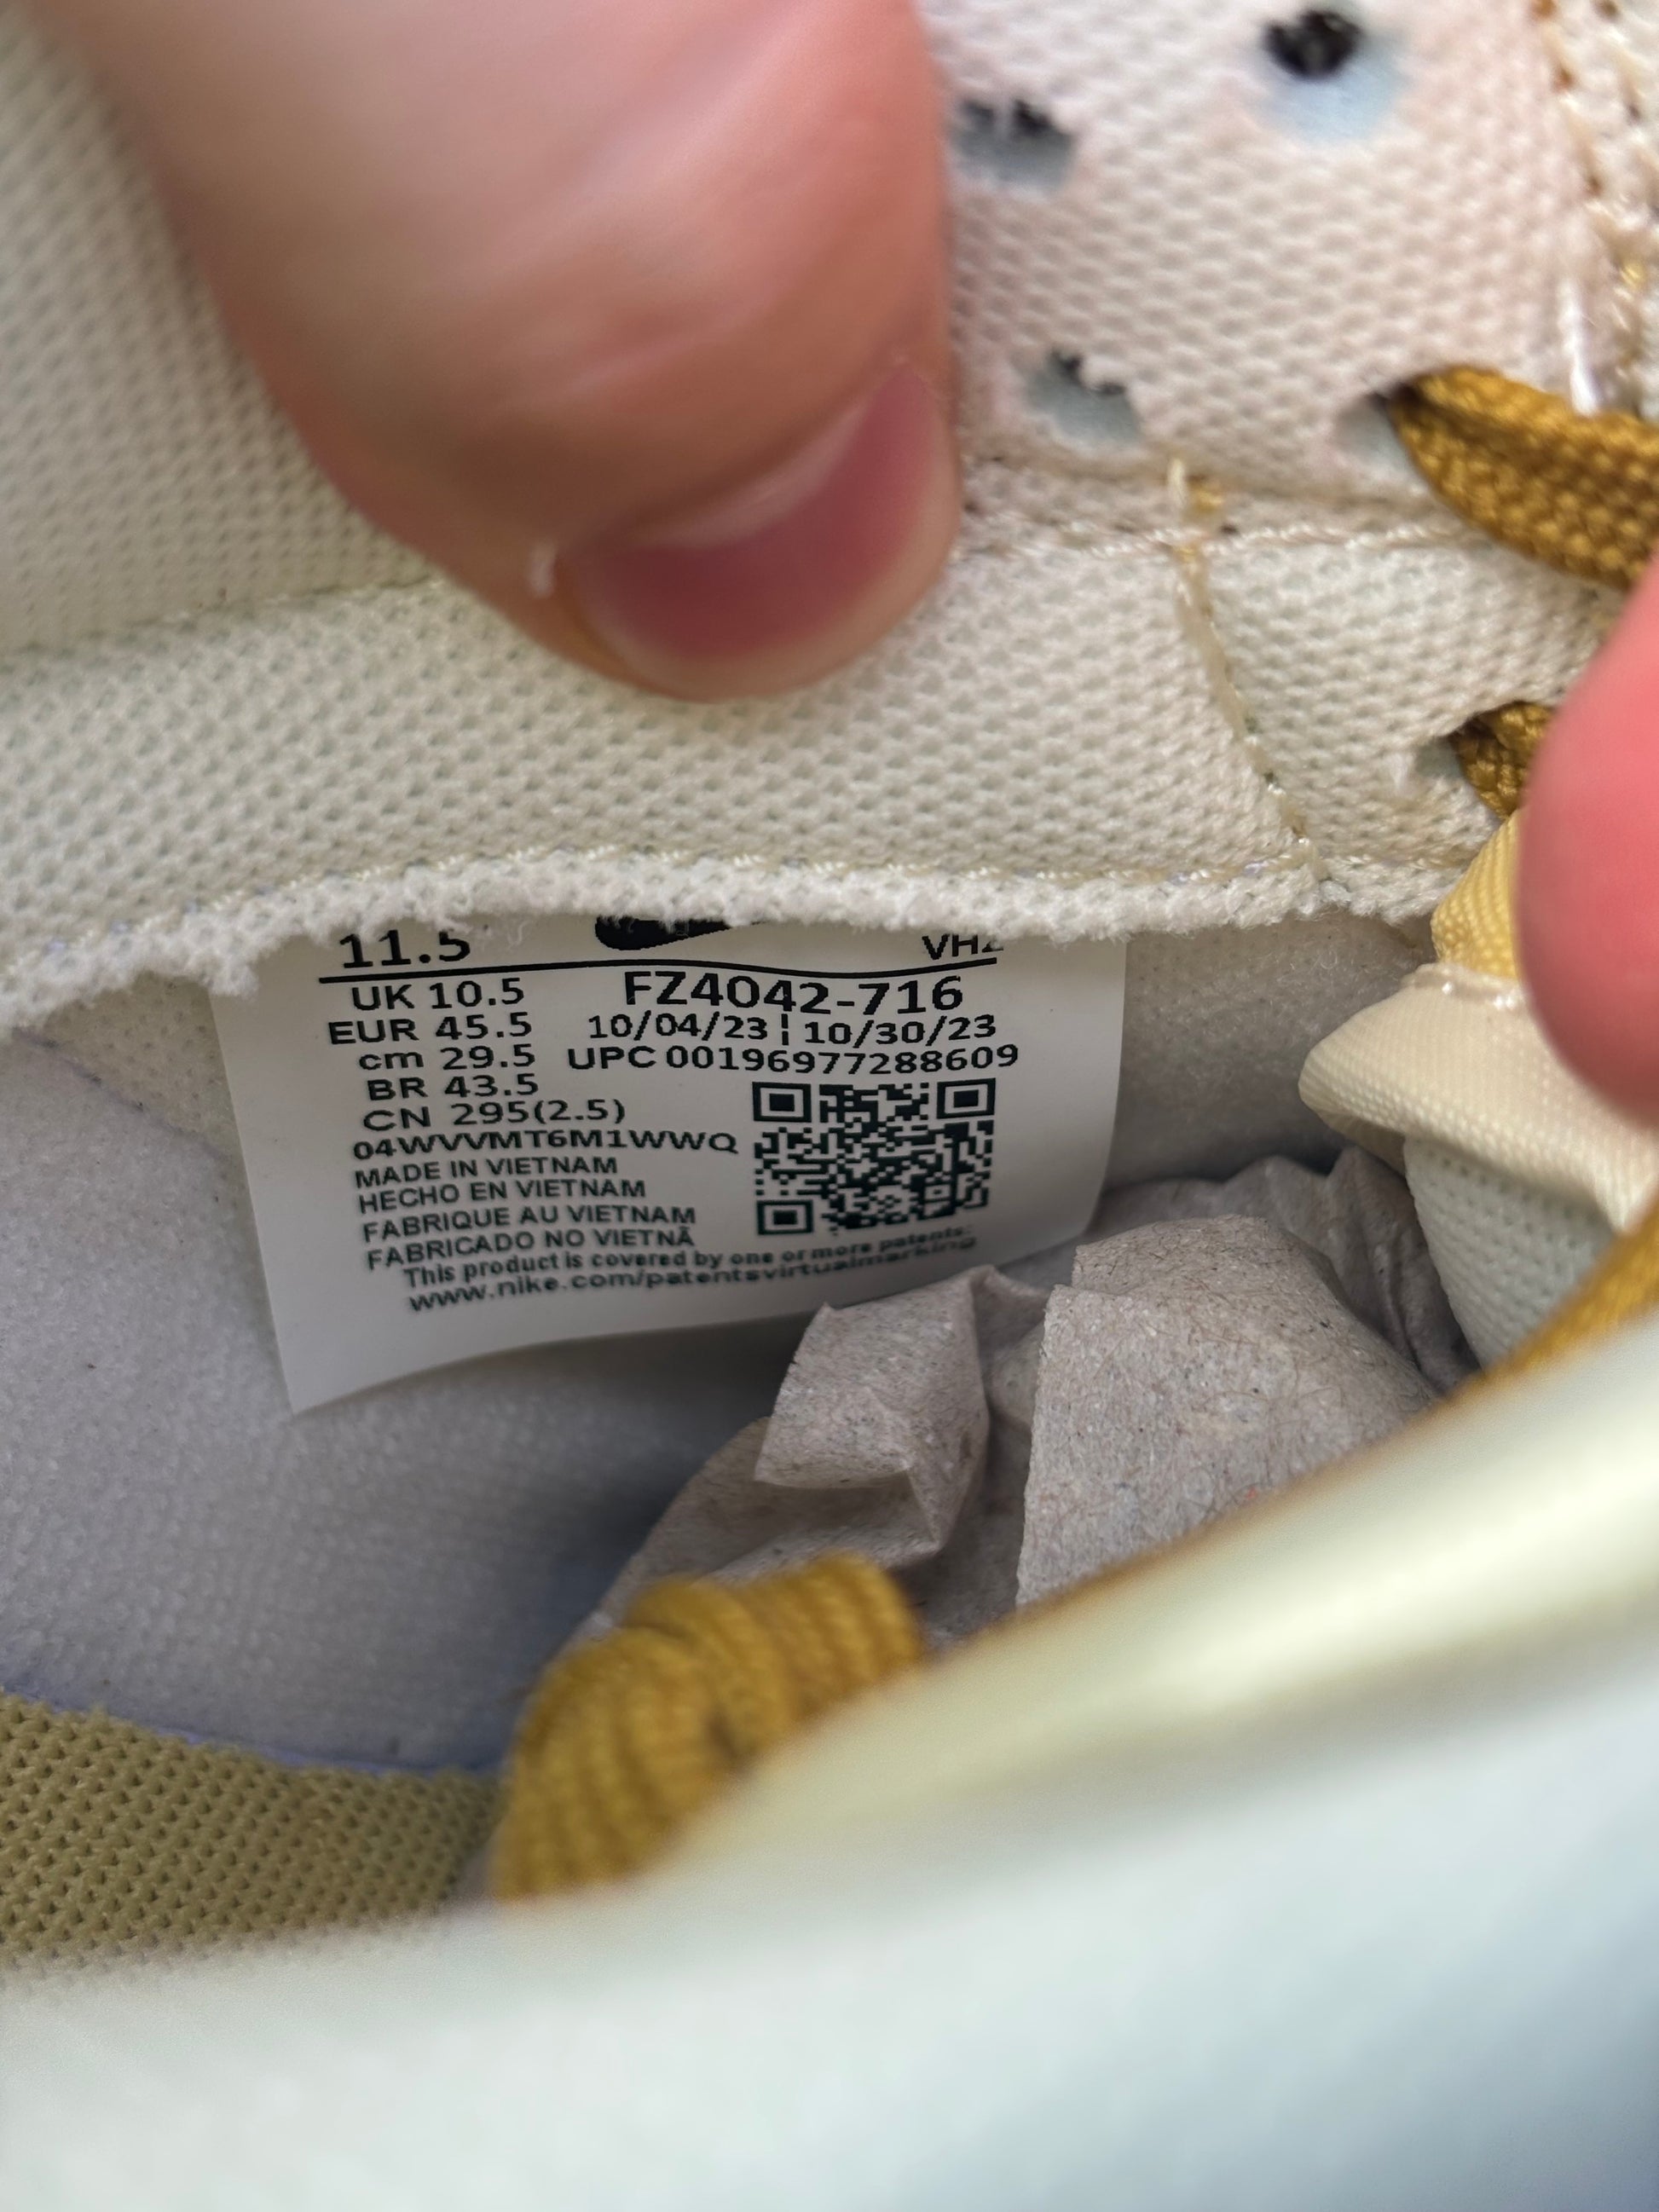 11.5
UK 10.5 FZ4042-716
EUR 45.5 10/04/23 ¦ 10/30/23
cm 29.5 UPC 00196977288609
BR 43.5
CN 295(2.5)
04WVVMT6M1WWQ
MADE IN VIETNAM
HECHO EN VIETNAM
FABRIQUE AU VIETNAM
FABRICADO NO VIETNÃ
This product is covered by one or more patents:
www.nike.com/patentsvirtualmarking